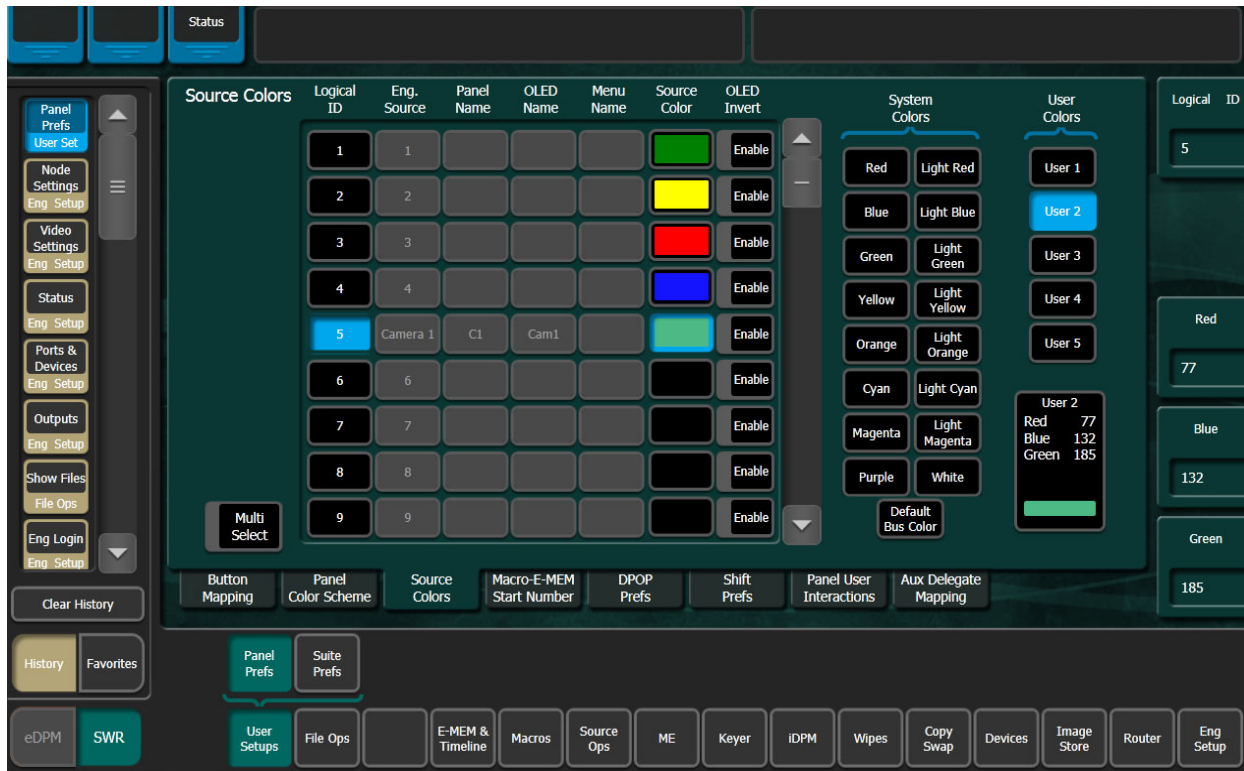 Status
Panel
Prefs
User Set
Node
Settings
Eng Setup
Video
Settings
Eng Setup
Status
Eng Setup
Ports &
Devices
Eng Setup
Outputs
Eng Setup
Show Files
File Ops
Eng Login
Eng Setup
Clear History
History
Favorites
eDPM
SWR
Source Colors
Logical
ID
Eng.
Source
Panel
Name
OLED
Name
Menu
Name
Source
Color
OLED
Invert
1 1 Enable
2 2 Enable
3 3 Enable
4 4 Enable
5 Camera 1 C1 Cam1 Enable
6 6 Enable
7 7 Enable
8 8 Enable
9 9 Enable
Multi
Select
System
Colors
Red
Light Red
Blue
Light Blue
Green
Light
Green
Yellow
Light
Yellow
Orange
Light
Orange
Cyan
Light Cyan
Magenta
Light
Magenta
Purple
White
Default
Bus Color
User
Colors
User 1
User 2
User 3
User 4
User 5
User 2
Red 77
Blue 132
Green 185
Logical ID
5
Red
77
Blue
132
Green
185
Button
Mapping
Panel
Color Scheme
Source
Colors
Macro-E-MEM
Start Number
DPOP
Prefs
Shift
Prefs
Panel User
Interactions
Aux Delegate
Mapping
Panel
Prefs
Suite
Prefs
User
Setups
File Ops
E-MEM &
Timeline
Macros
Source
Ops
ME
Keyer
iDPM
Wipes
Copy
Swap
Devices
Image
Store
Router
Eng
Setup